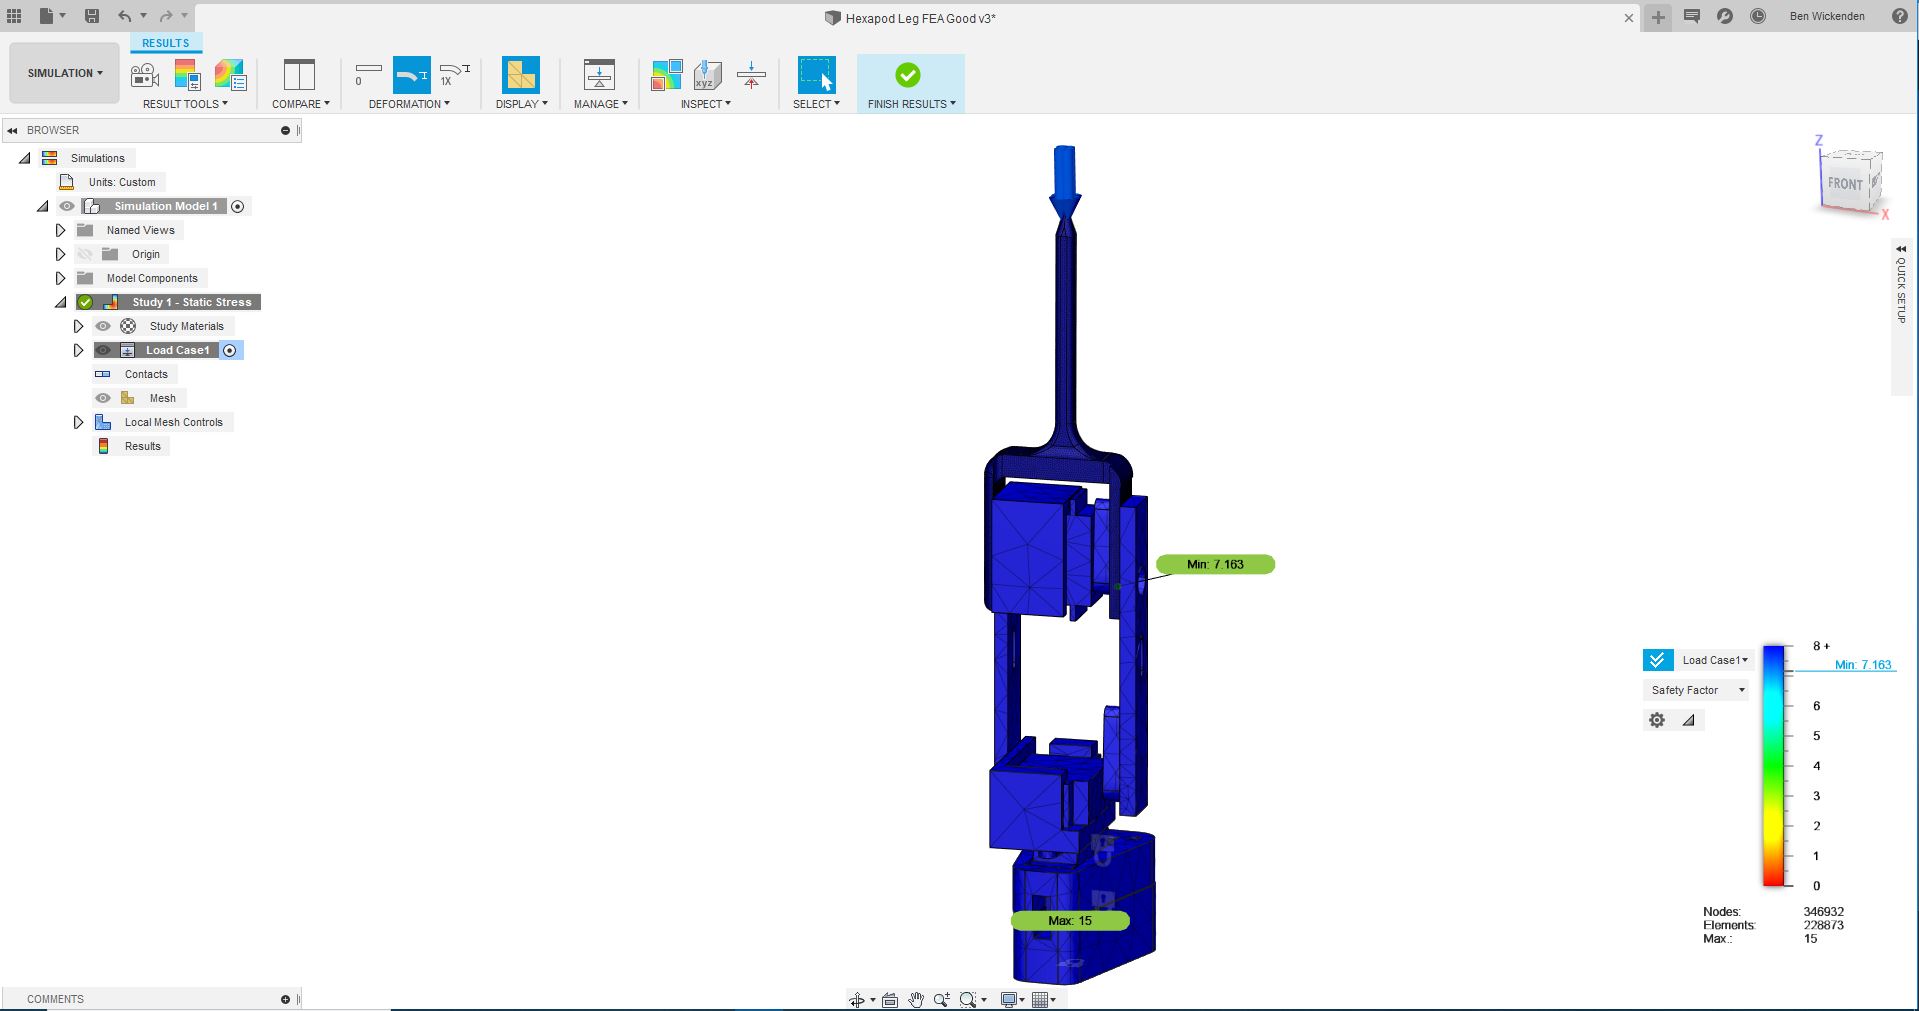 Hexapod Leg FEA Good v3*
Ben Wickenden
RESULTS
SIMULATION
0
1X
xyz
RESULT TOOLS
COMPARE
DEFORMATION
DISPLAY
MANAGE
INSPECT
SELECT
FINISH RESULTS
BROWSER
Simulations
Units: Custom
Simulation Model 1
Named Views
Origin
Model Components
Study 1 - Static Stress
Study Materials
Load Case1
Contacts
Mesh
Local Mesh Controls
Results
Z
FRONT
X
QUICK SETUP
Min: 7.163
Max: 15
Load Case1
Safety Factor
8 +
Min: 7.163
6
5
4
3
2
1
0
Nodes: 346932
Elements: 228873
Max.: 15
COMMENTS